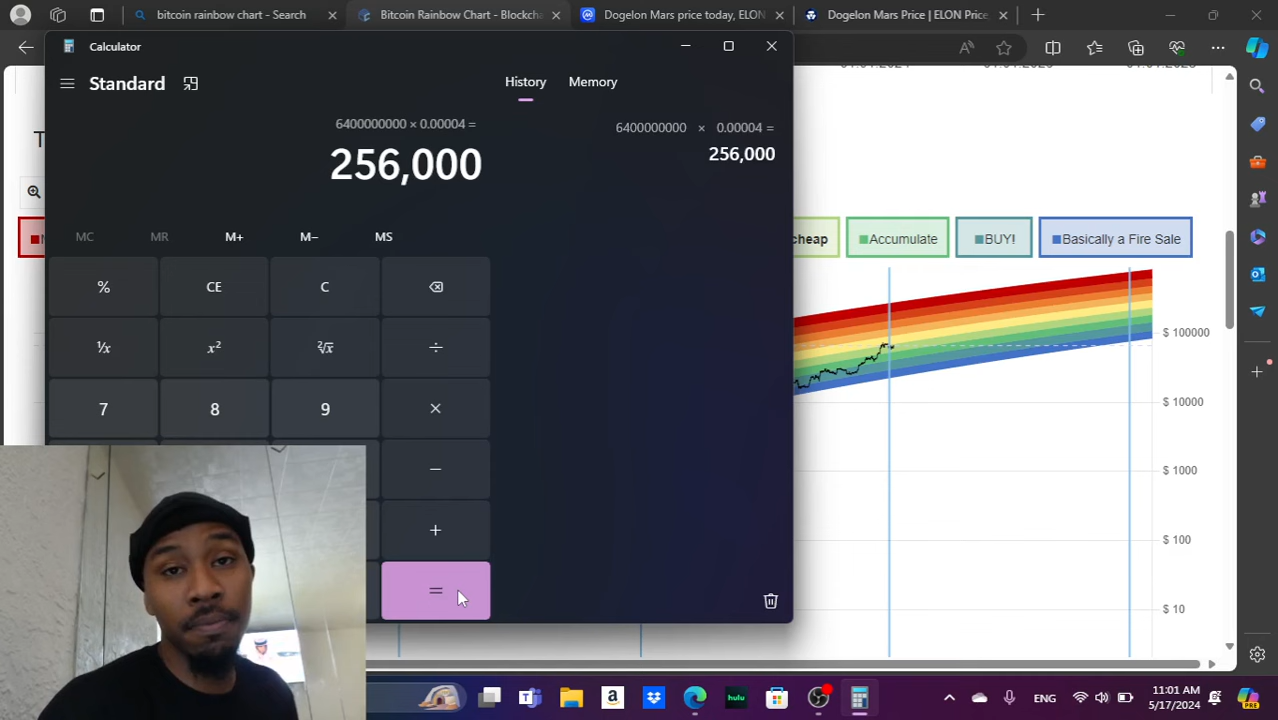 bitcoin rainbow chart - Search
Bitcoin Rainbow Chart - Blockcha
Dogelon Mars price today, ELON
Dogelon Mars Price | ELON Price
Calculator
Standard
History
Memory
6400000000 × 0.00004 =
256,000
6400000000 × 0.00004 =
256,000
MC MR M+ M− MS
% CE C
¹/x x² ²√x ÷
7 8 9 ×
−
+
=
cheap
Accumulate
BUY!
Basically a Fire Sale
$ 100000
$ 10000
$ 1000
$ 100
$ 10
hulu
ENG
11:01 AM
5/17/2024
PRE